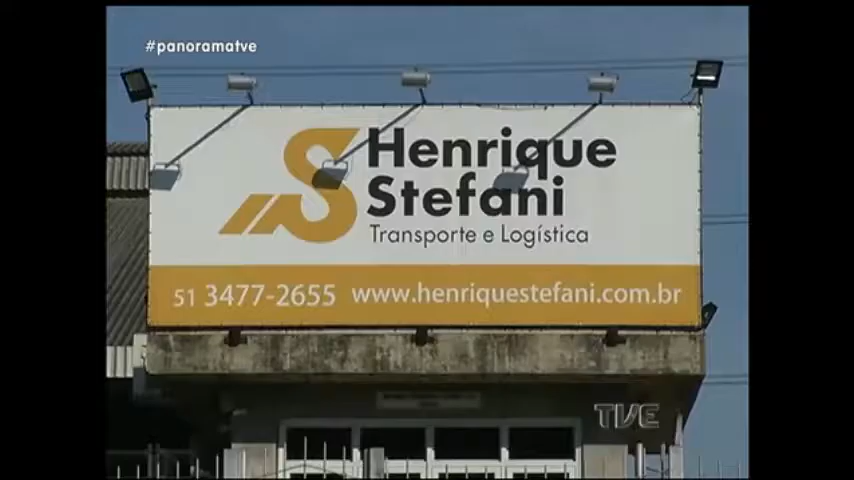 #panoramatve
Henrique
Stefani
Transporte e Logística
51 3477-2655 www.henriquestefani.com.br
TVE